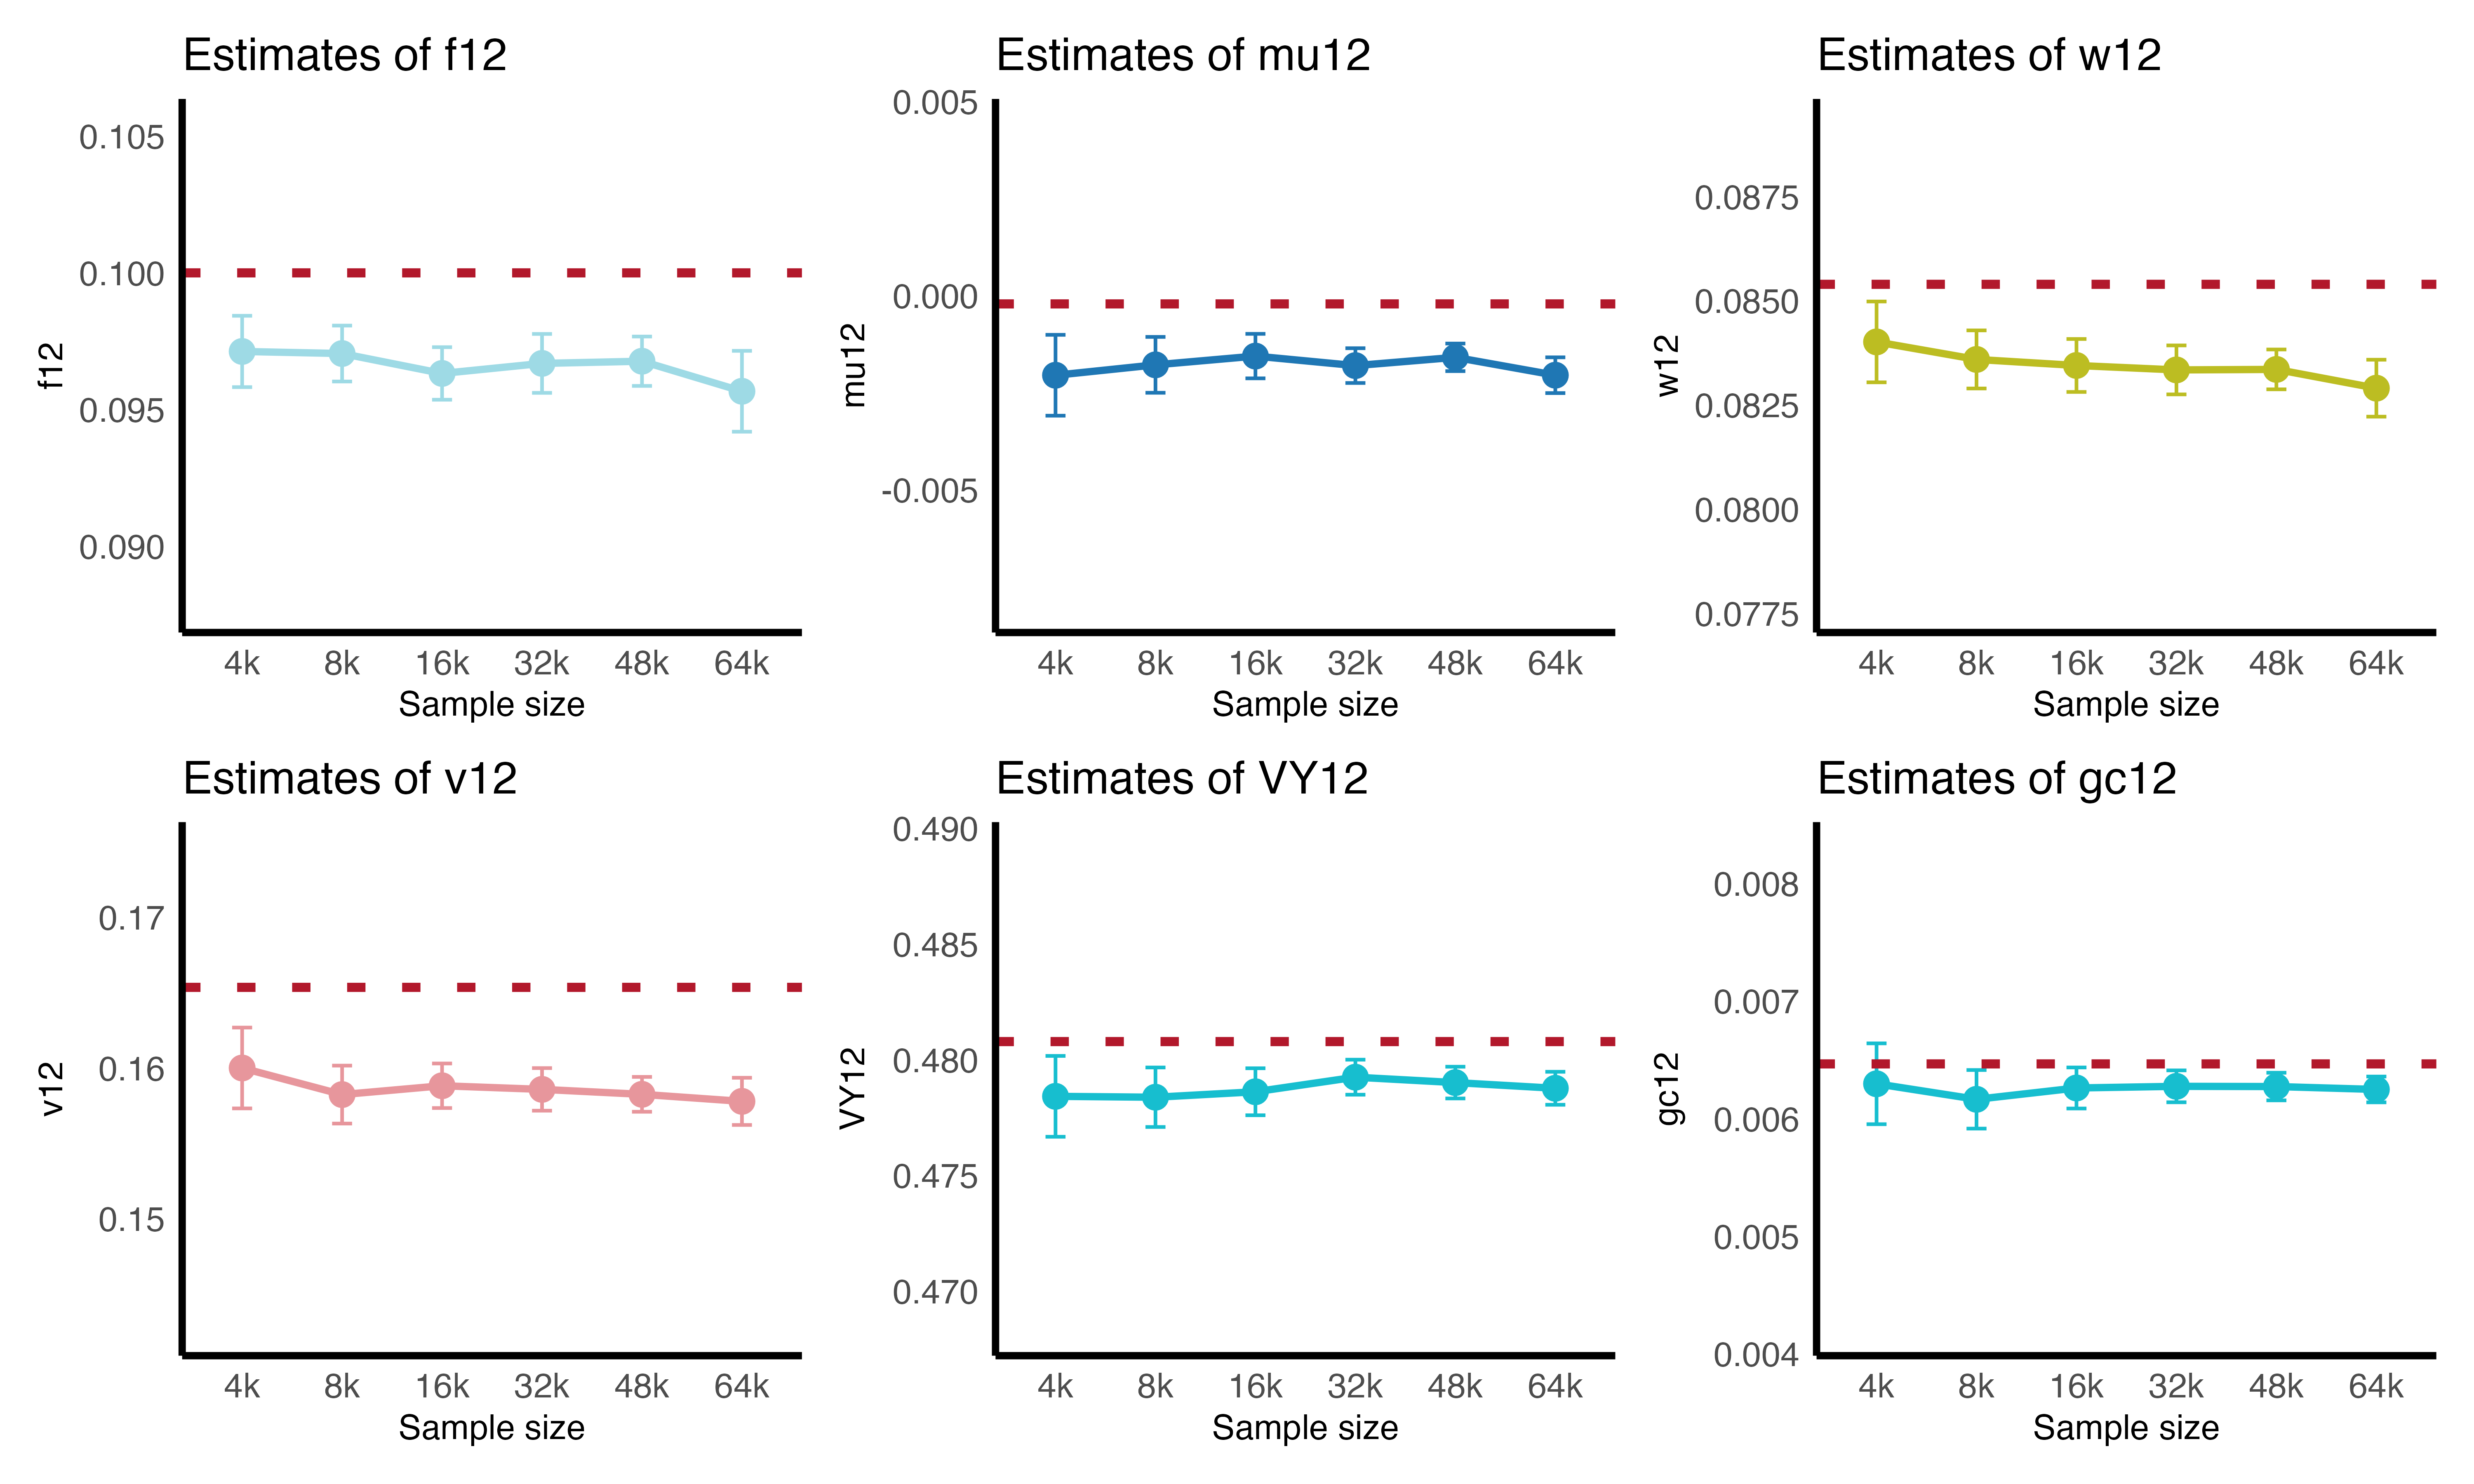 Estimates of f12
0.105
0.100
0.095
0.090
f12
4k 8k 16k 32k 48k 64k
Sample size
Estimates of mu12
0.005
0.000
-0.005
mu12
4k 8k 16k 32k 48k 64k
Sample size
Estimates of w12
0.0875
0.0850
0.0825
0.0800
0.0775
w12
4k 8k 16k 32k 48k 64k
Sample size
Estimates of v12
0.17
0.16
0.15
v12
4k 8k 16k 32k 48k 64k
Sample size
Estimates of VY12
0.490
0.485
0.480
0.475
0.470
VY12
4k 8k 16k 32k 48k 64k
Sample size
Estimates of gc12
0.008
0.007
0.006
0.005
0.004
gc12
4k 8k 16k 32k 48k 64k
Sample size